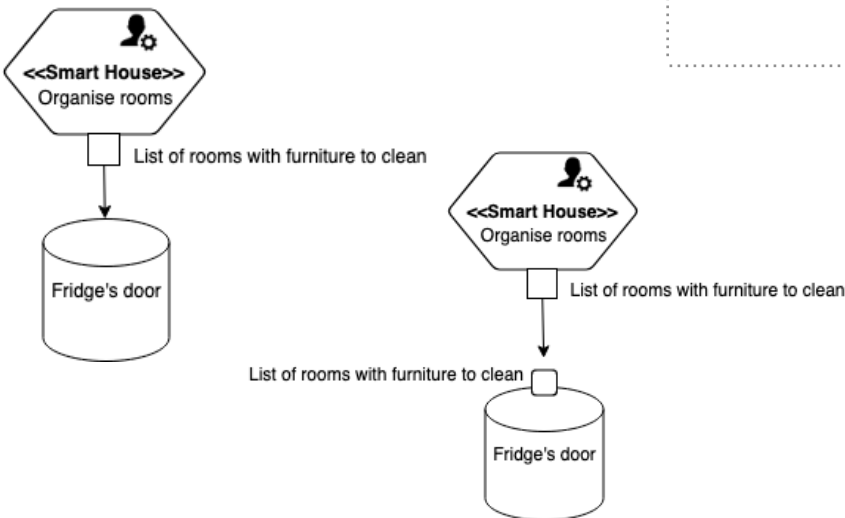 <<Smart House>>
Organise rooms
List of rooms with furniture to clean
Fridge's door
<<Smart House>>
Organise rooms
List of rooms with furniture to clean
List of rooms with furniture to clean
Fridge's door